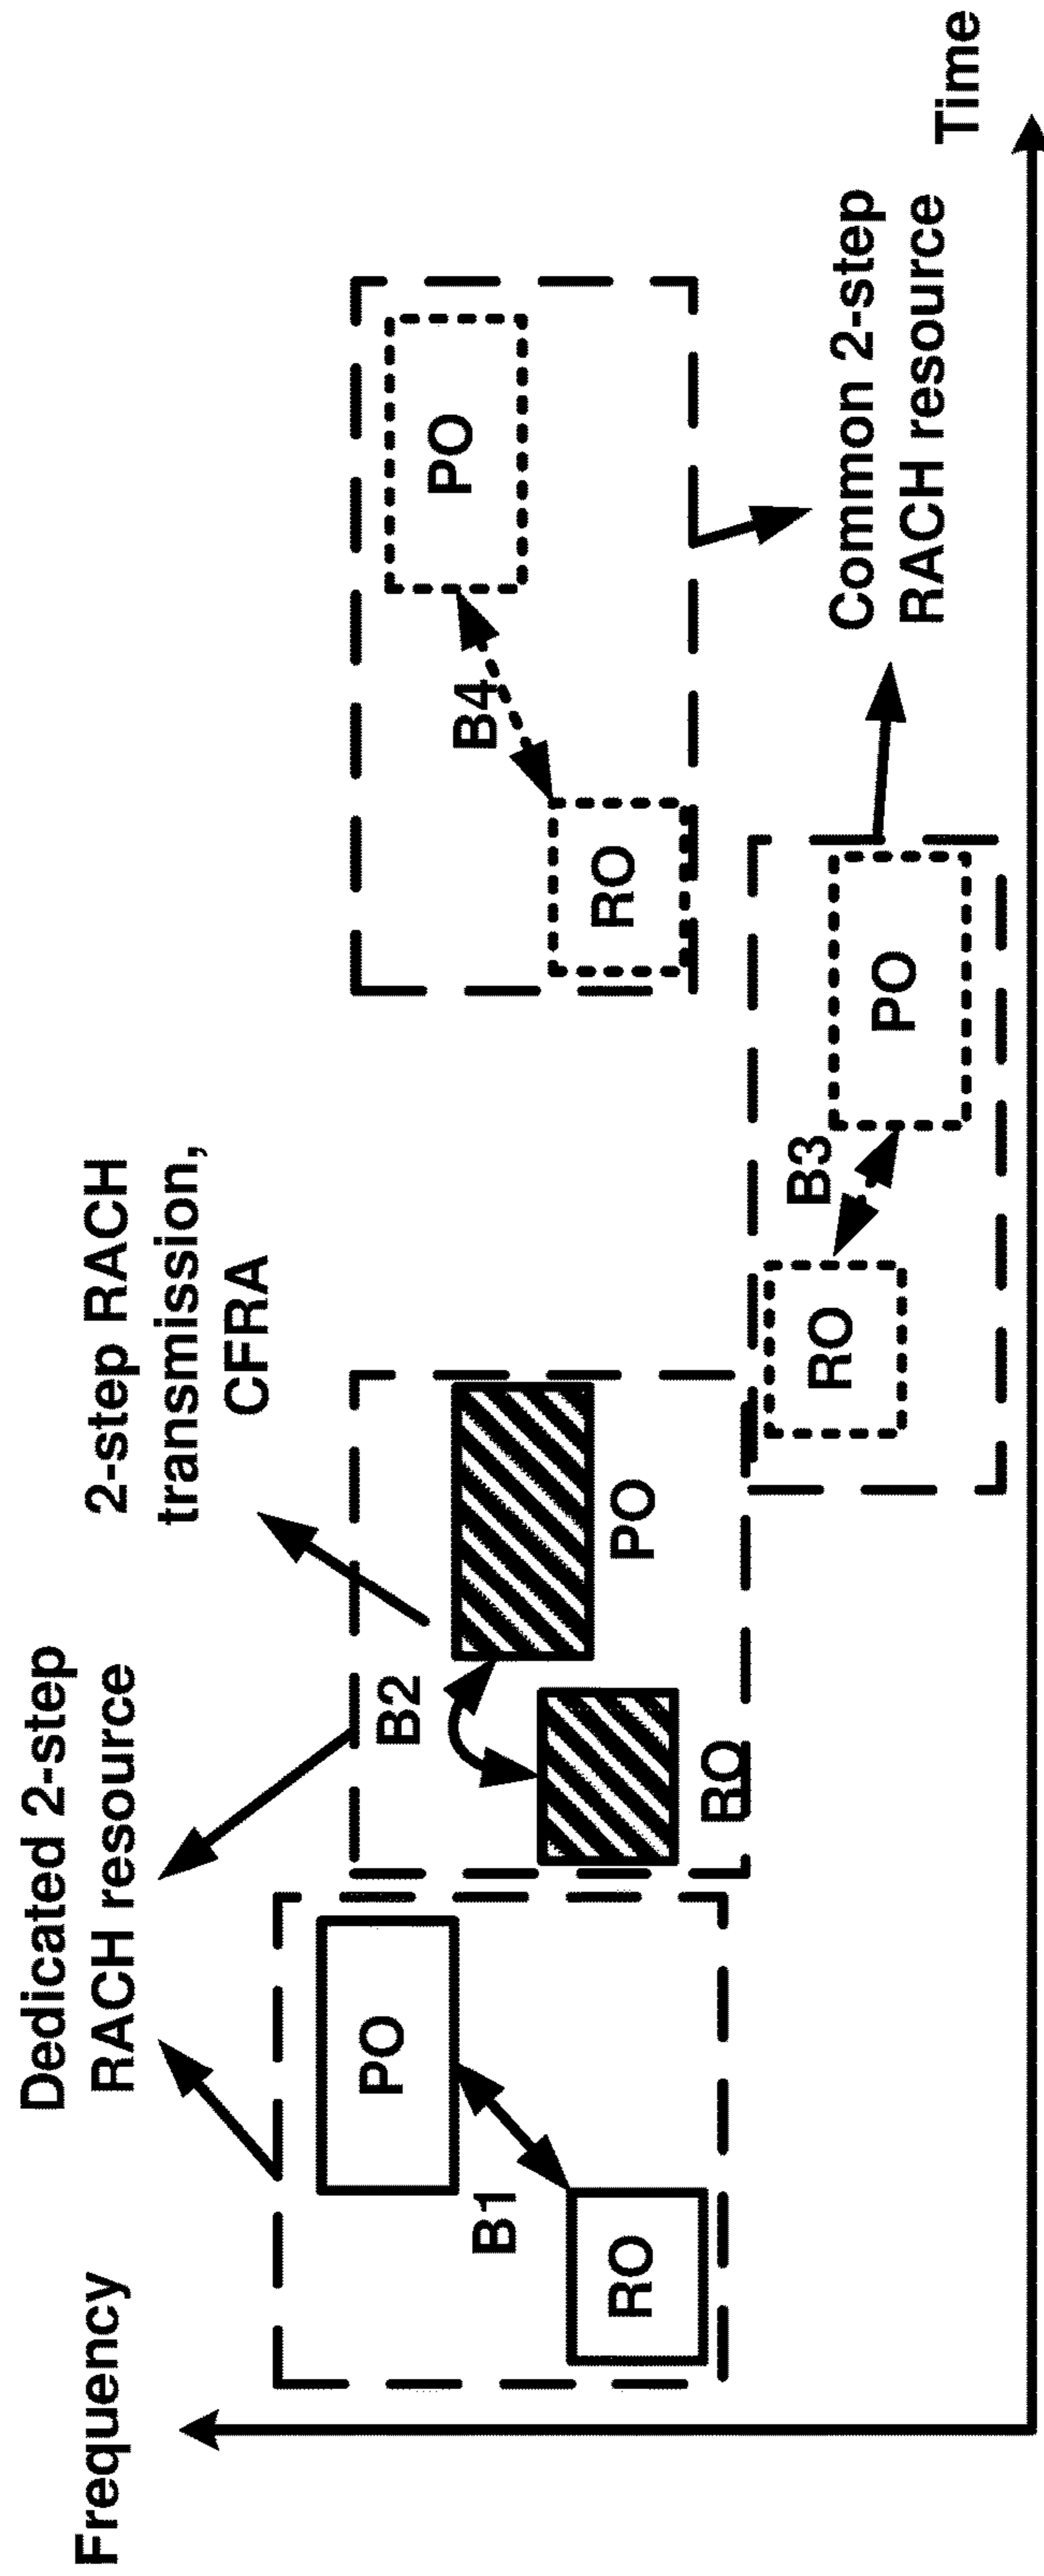 Frequency
Dedicated 2-step
RACH resource
2-step RACH
transmission,
CFRA
PO
B1
RO
B2
PO
RO
B3
RO
PO
B4
RO
PO
Common 2-step
RACH resource
Time